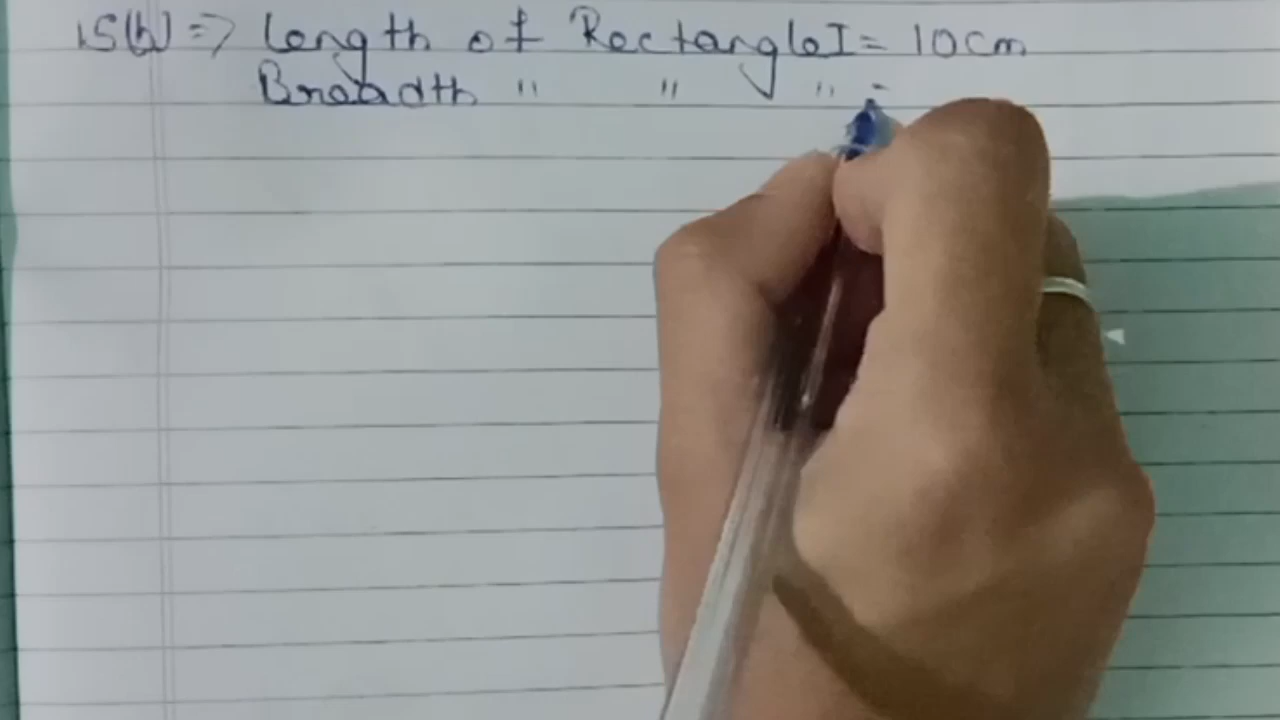 15(b) => Length of Rectangle I = 10cm
Breadth " " " =